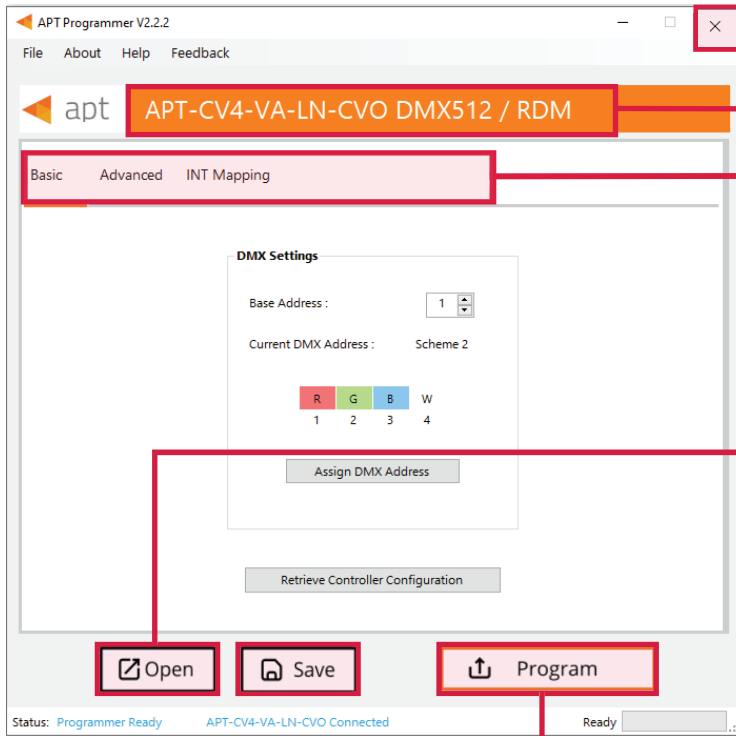 APT Programmer V2.2.2
File About Help Feedback
apt APT-CV4-VA-LN-CVO DMX512 / RDM
Basic Advanced INT Mapping
DMX Settings
Base Address : 1
Current DMX Address : Scheme 2
R G B W
1 2 3 4
Assign DMX Address
Retrieve Controller Configuration
Open Save Program
Status: Programmer Ready APT-CV4-VA-LN-CVO Connected Ready